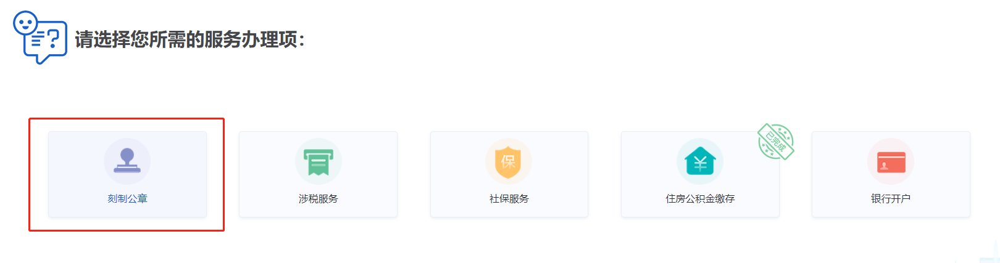 请选择您所需的服务办理项：
已完成
保
刻制公章
涉税服务
社保服务
住房公积金缴存
银行开户